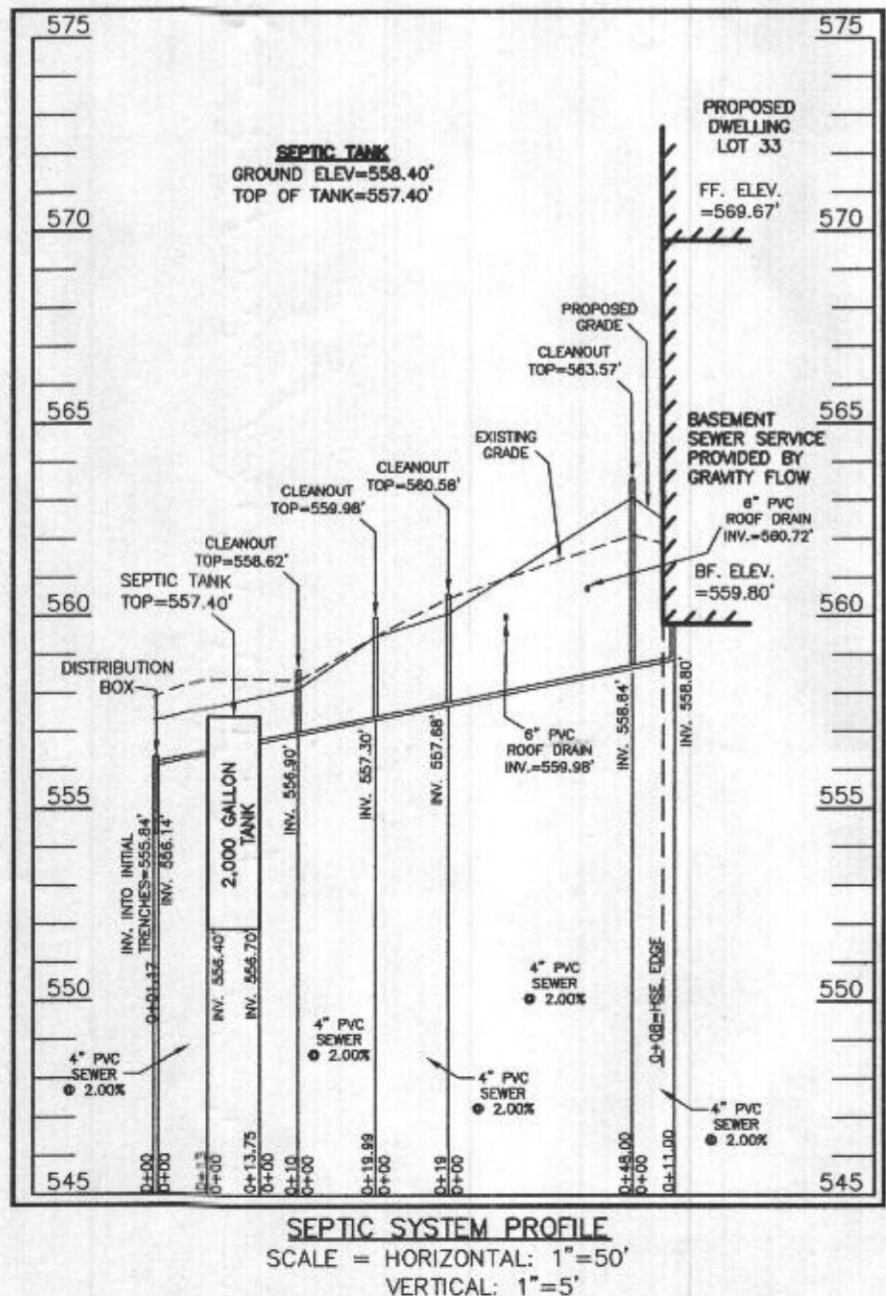 575
575
PROPOSED
DWELLING
LOT 33
SEPTIC TANK
GROUND ELEV=558.40'
TOP OF TANK=557.40'
FF. ELEV.
=569.67'
570
570
PROPOSED
GRADE
CLEANOUT
TOP=563.57'
565
565
BASEMENT
SEWER SERVICE
PROVIDED BY
GRAVITY FLOW
EXISTING
GRADE
CLEANOUT
TOP=560.58'
CLEANOUT
TOP=559.98'
6" PVC
ROOF DRAIN
INV.=560.72'
CLEANOUT
TOP=558.62'
SEPTIC TANK
TOP=557.40'
BF. ELEV.
=559.80'
560
560
DISTRIBUTION
BOX
6" PVC
ROOF DRAIN
INV.=559.98'
INV. INTO INITIAL
TRENCHES=555.84'
INV. 556.14'
2,000 GALLON
TANK
INV. 556.40'
INV. 556.70'
INV. 556.90'
INV. 557.30'
INV. 557.68'
INV. 558.64'
INV. 558.80'
555
555
550
550
0+01.17
0+08=HSE EDGE
4" PVC
SEWER
@ 2.00%
4" PVC
SEWER
@ 2.00%
4" PVC
SEWER
@ 2.00%
4" PVC
SEWER
@ 2.00%
4" PVC
SEWER
@ 2.00%
545
545
0+00
0+13
0+00
0+13.75
0+00
0+10
0+00
0+19.99
0+00
0+19
0+00
0+48.00
0+00
0+11.00
SEPTIC SYSTEM PROFILE
SCALE = HORIZONTAL: 1"=50'
VERTICAL: 1"=5'